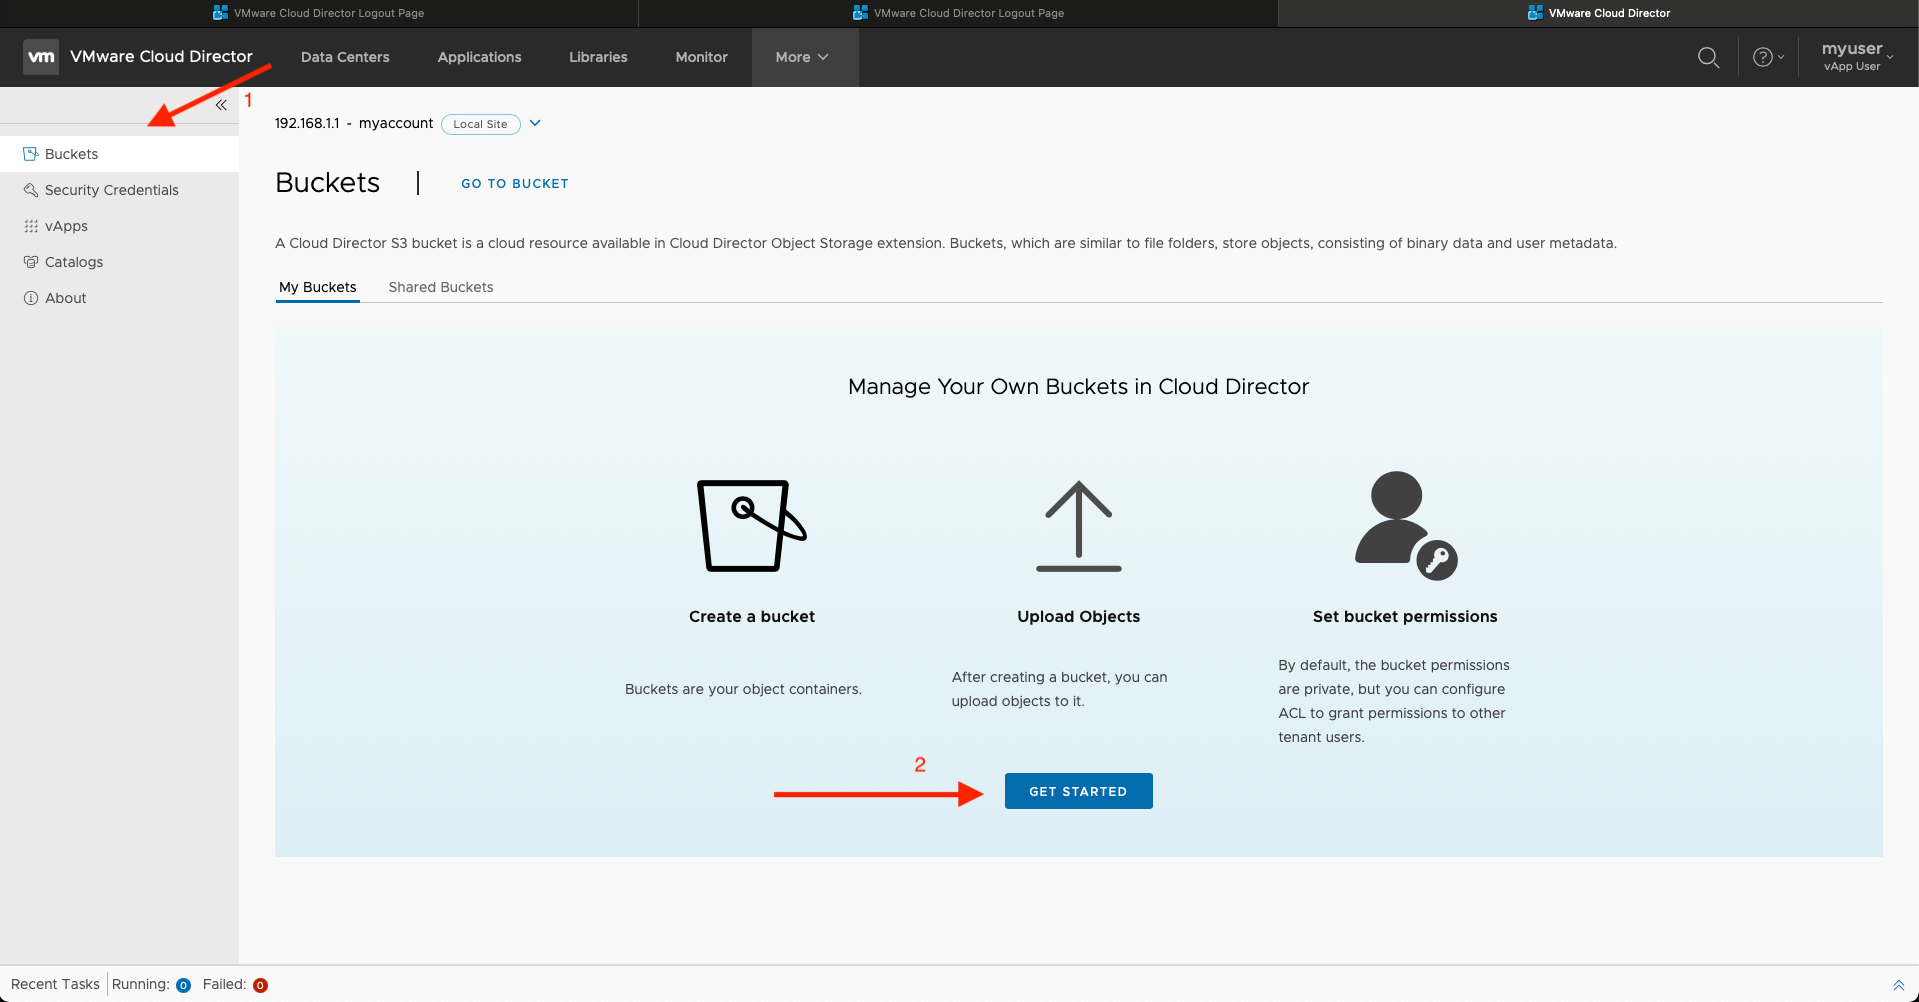 VMware Cloud Director Logout Page
VMware Cloud Director Logout Page
VMware Cloud Director
vm VMware Cloud Director
Data Centers
Applications
Libraries
Monitor
More
?
myuser
vApp User
1
Buckets
Security Credentials
vApps
Catalogs
About
192.168.1.1 - myaccount Local Site
Buckets | GO TO BUCKET
A Cloud Director S3 bucket is a cloud resource available in Cloud Director Object Storage extension. Buckets, which are similar to file folders, store objects, consisting of binary data and user metadata.
My Buckets
Shared Buckets
Manage Your Own Buckets in Cloud Director
Create a bucket
Buckets are your object containers.
Upload Objects
After creating a bucket, you can
upload objects to it.
Set bucket permissions
By default, the bucket permissions
are private, but you can configure
ACL to grant permissions to other
tenant users.
2
GET STARTED
Recent Tasks
Running: 0
Failed: 0